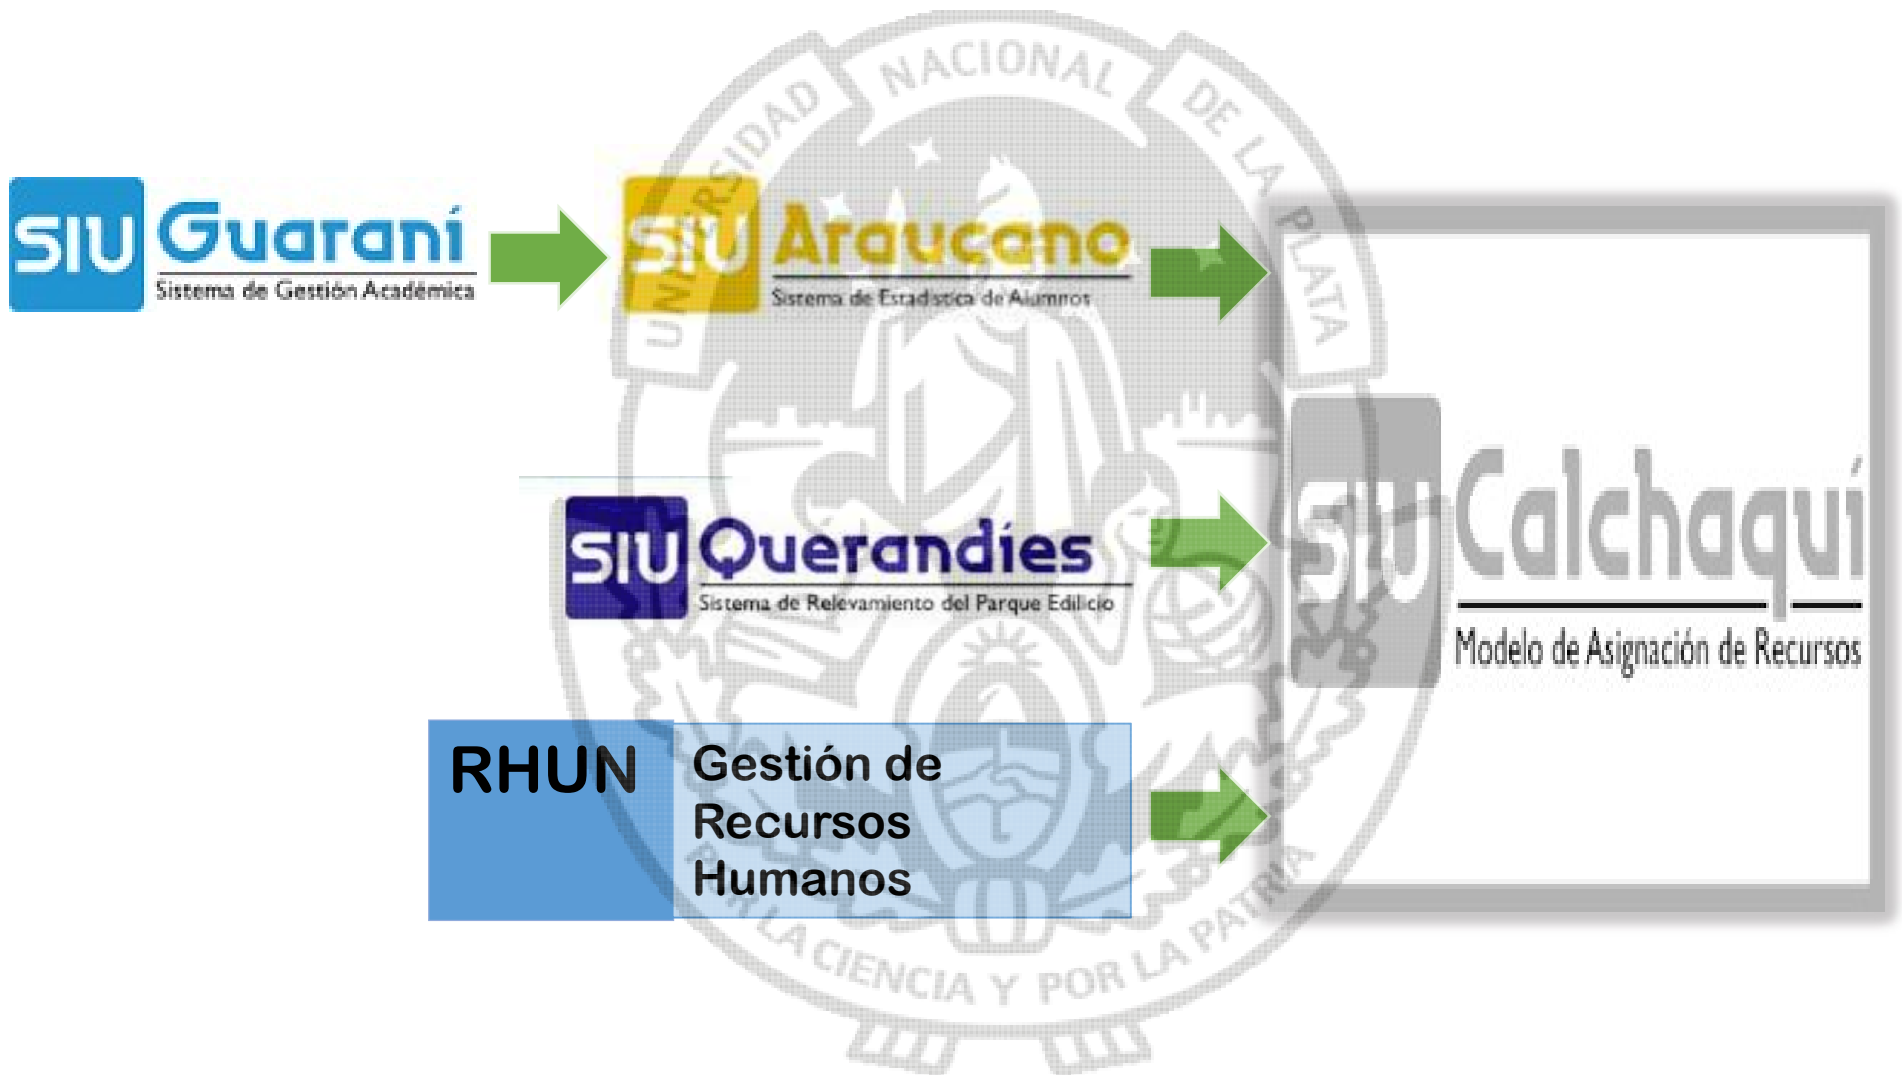 UNIVERSIDAD NACIONAL DE LA PLATA
SIU Guaraní
Sistema de Gestión Académica
SIU Araucano
Sistema de Estadística de Alumnos
SIU Querandíes
Sistema de Relevamiento del Parque Edilicio
RHUN
Gestión de
Recursos
Humanos
SIU Calchaquí
Modelo de Asignación de Recursos
POR LA CIENCIA Y POR LA PATRIA